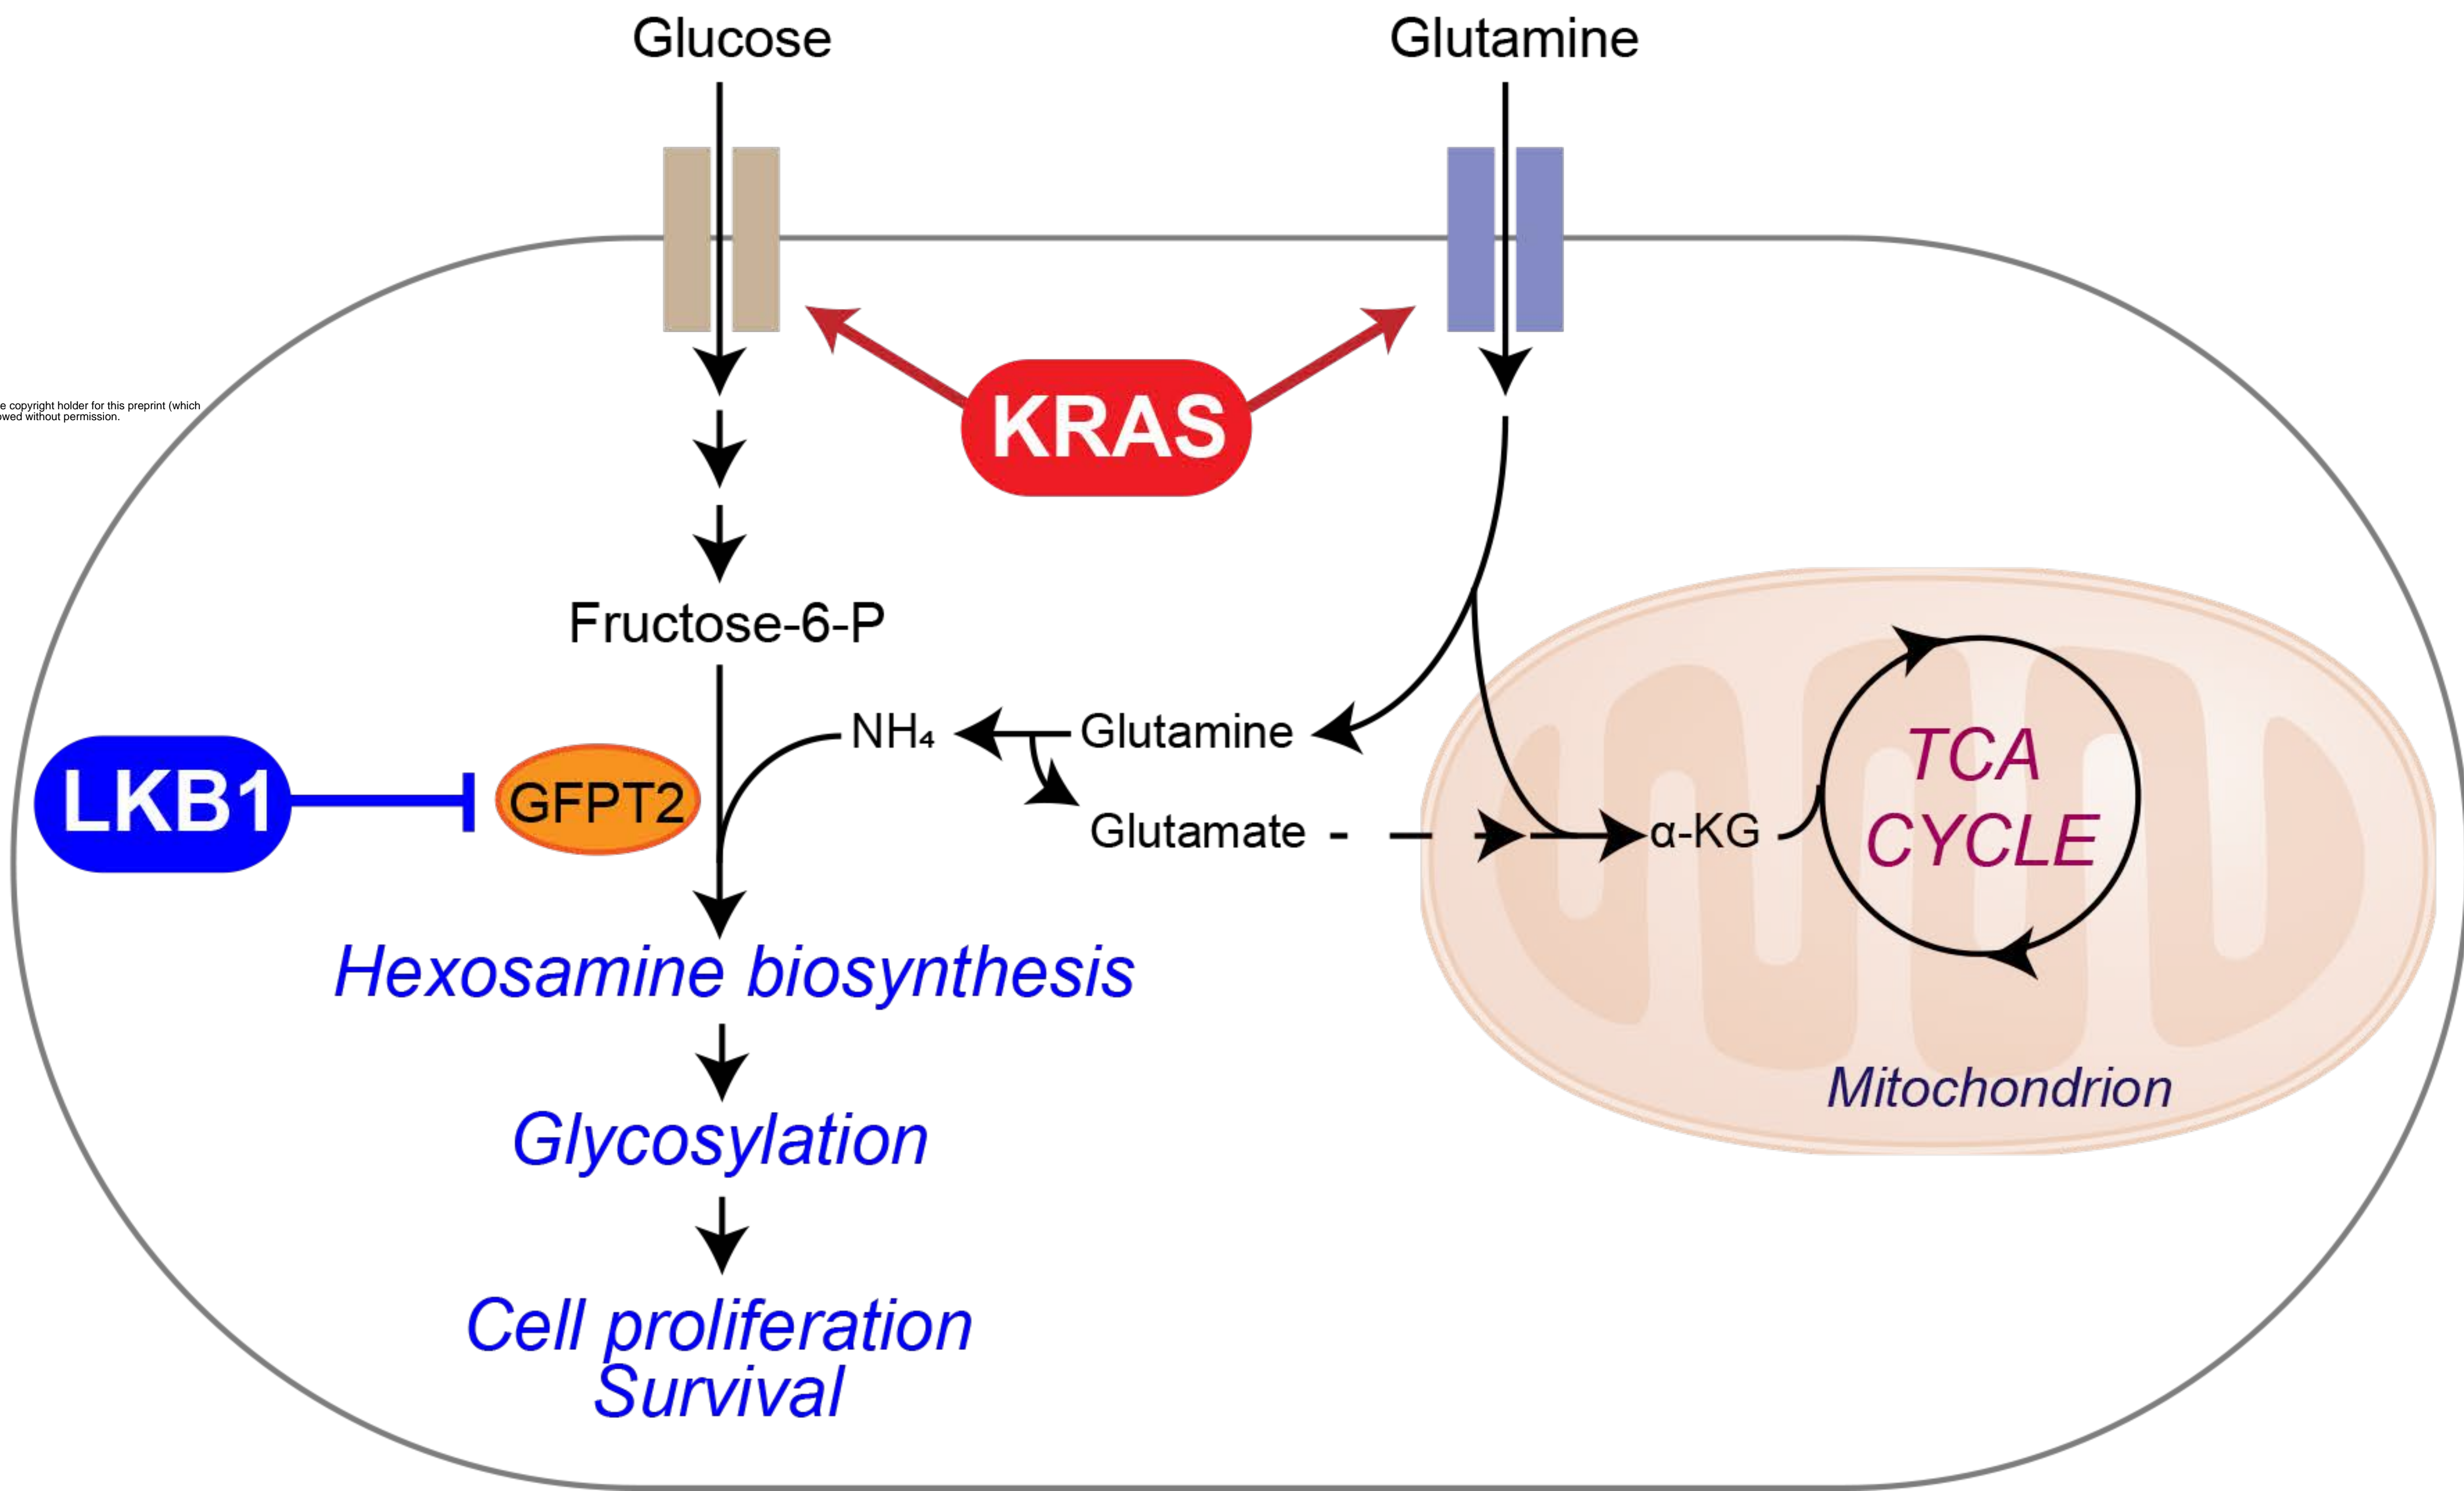 Glucose
Glutamine
e copyright holder for this preprint (which
owed without permission.
KRAS
Fructose-6-P
NH₄
Glutamine
LKB1
GFPT2
Glutamate
α-KG
TCA
CYCLE
Hexosamine biosynthesis
Mitochondrion
Glycosylation
Cell proliferation
Survival